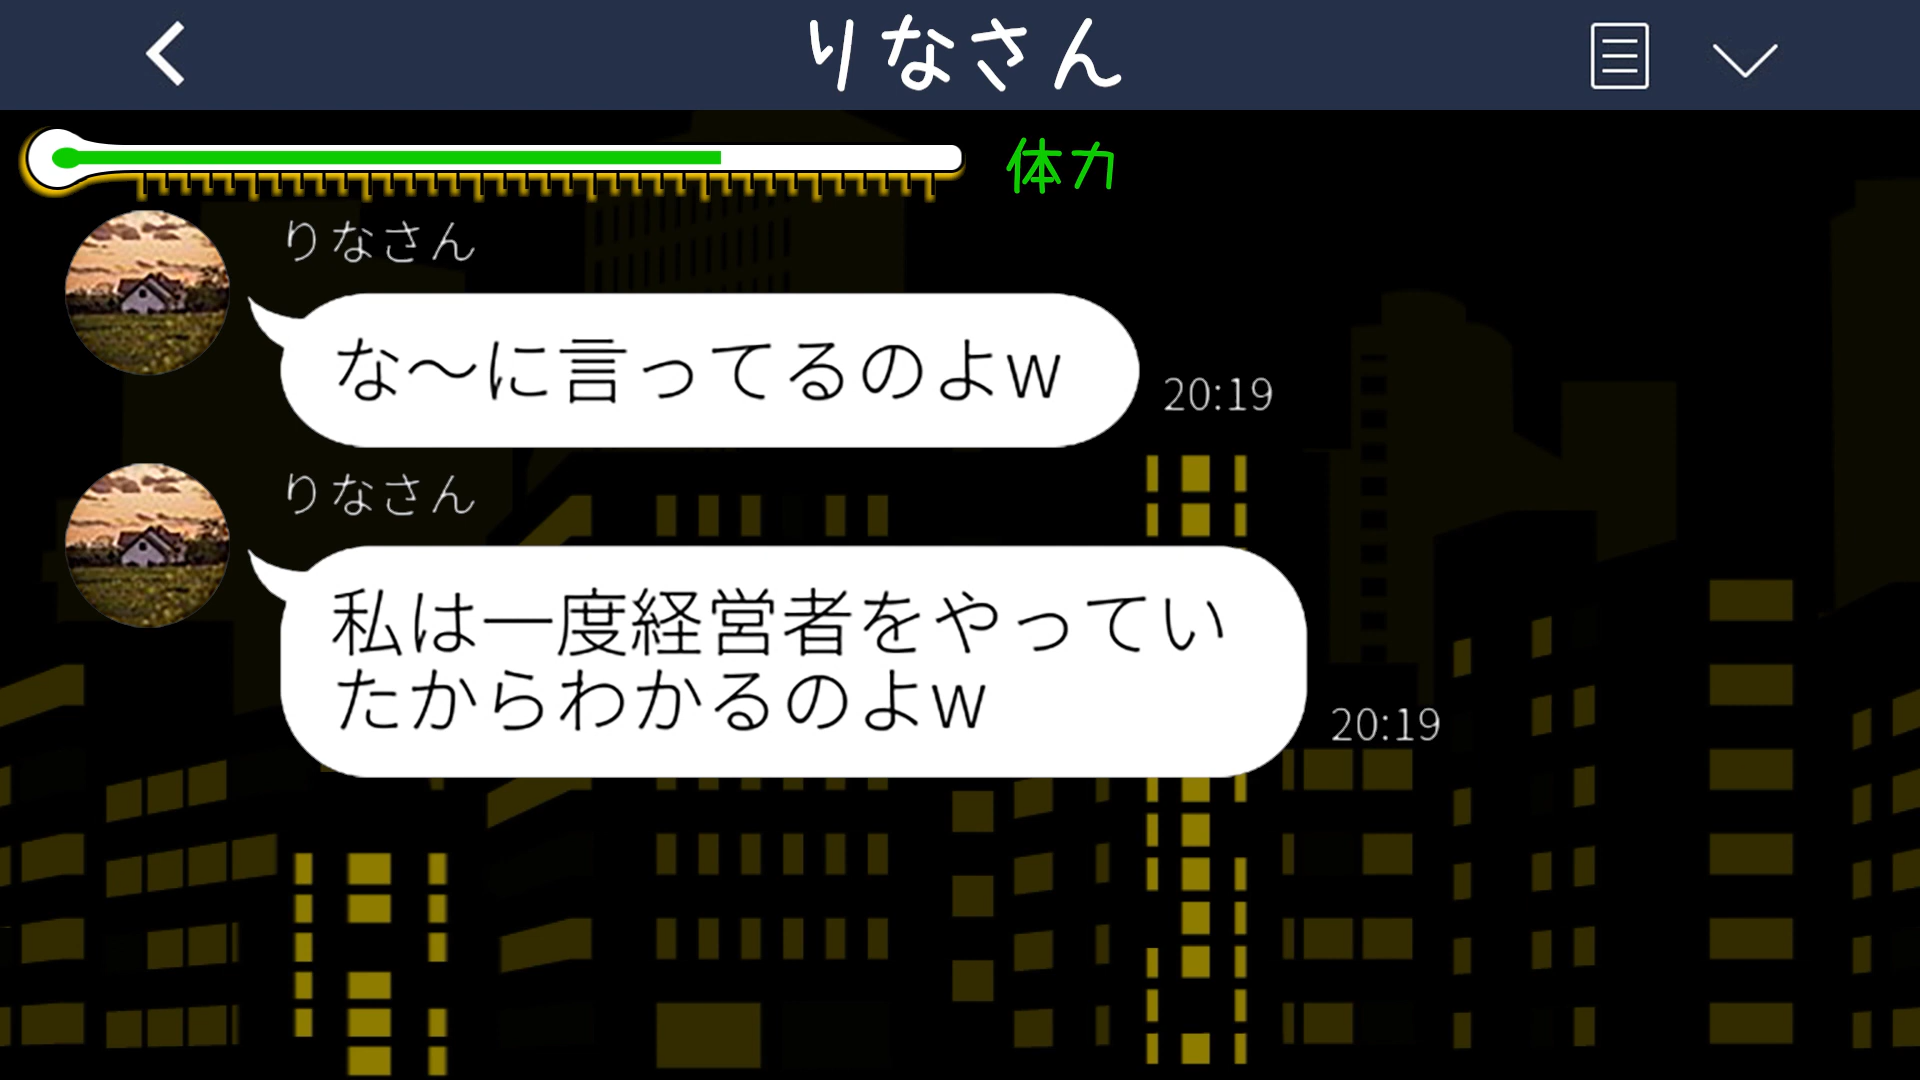 りなさん
体力
りなさん
な〜に言ってるのよw
20:19
りなさん
私は一度経営者をやってい
たからわかるのよw
20:19